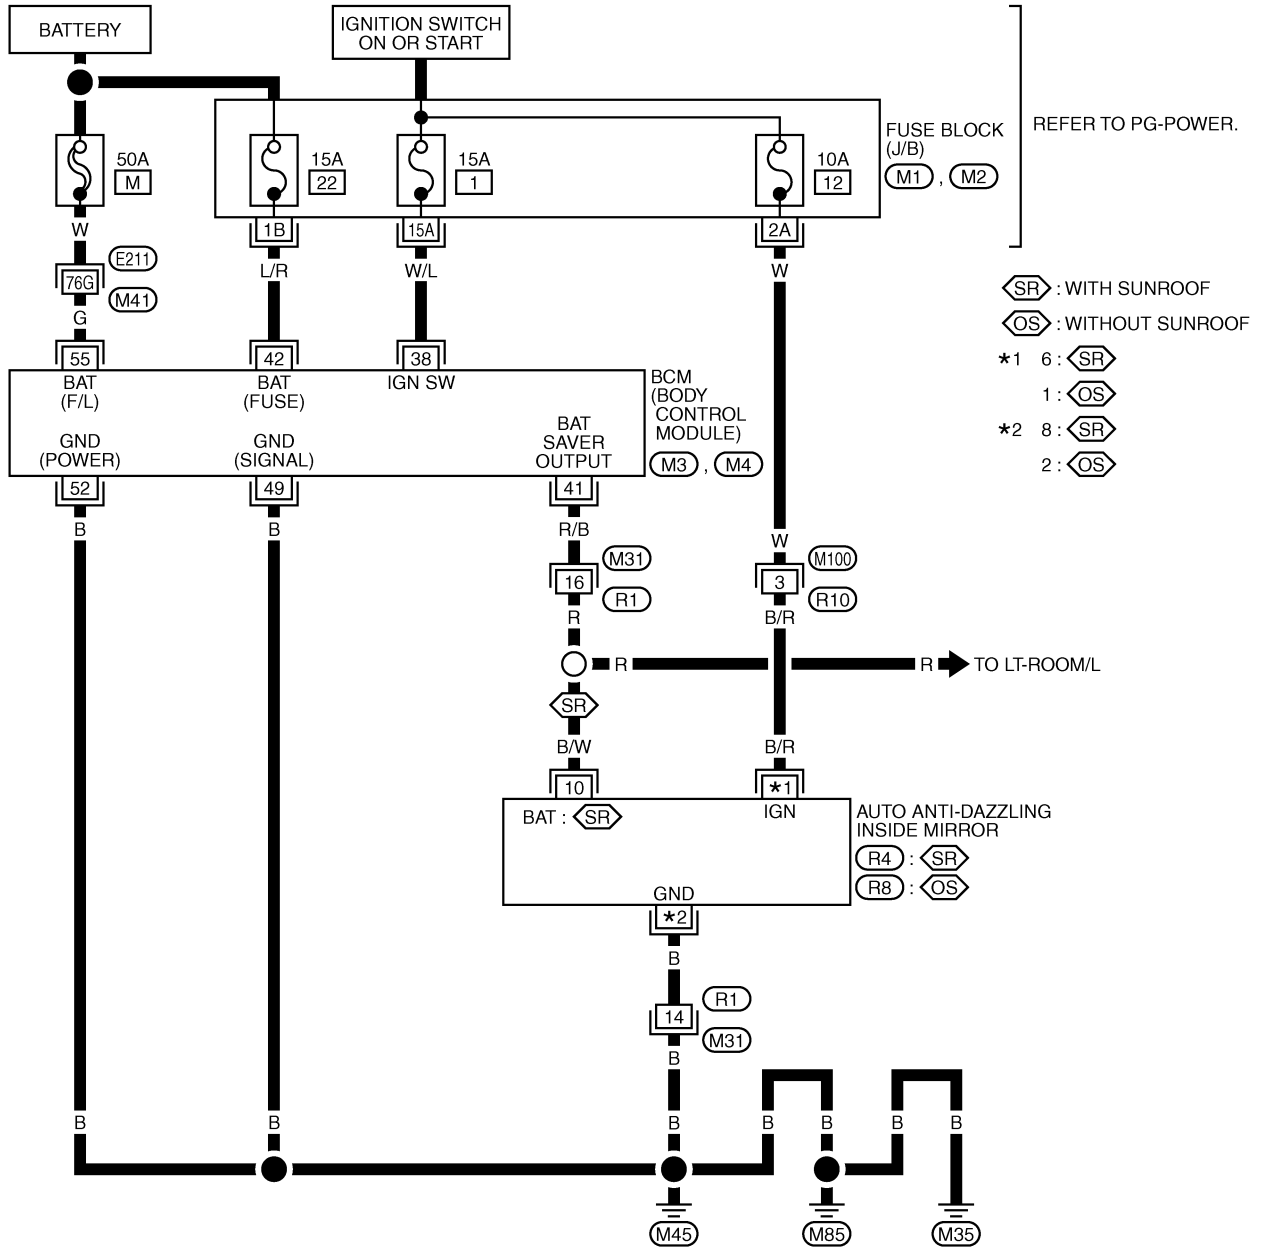 BATTERY
IGNITION SWITCH
ON OR START
REFER TO PG-POWER.
FUSE BLOCK
(J/B)
M1 , M2
50A
M
15A
22
15A
1
10A
12
1B
15A
2A
W
L/R
W/L
W
E211
76G
M41
G
SR : WITH SUNROOF
OS : WITHOUT SUNROOF
*1 6 : SR
1 : OS
*2 8 : SR
2 : OS
55
42
38
BAT
(F/L)
BAT
(FUSE)
IGN SW
BCM
(BODY
CONTROL
MODULE)
M3 , M4
GND
(POWER)
GND
(SIGNAL)
BAT
SAVER
OUTPUT
52
49
41
B
B
R/B
W
M31
16
R1
M100
3
R10
R
B/R
R
R
TO LT-ROOM/L
SR
B/W
B/R
10
*1
BAT : SR
IGN
AUTO ANTI-DAZZLING
INSIDE MIRROR
R4 : SR
R8 : OS
GND
*2
B
R1
14
M31
B
B
B
B
B
B
B
B
M45
M85
M35